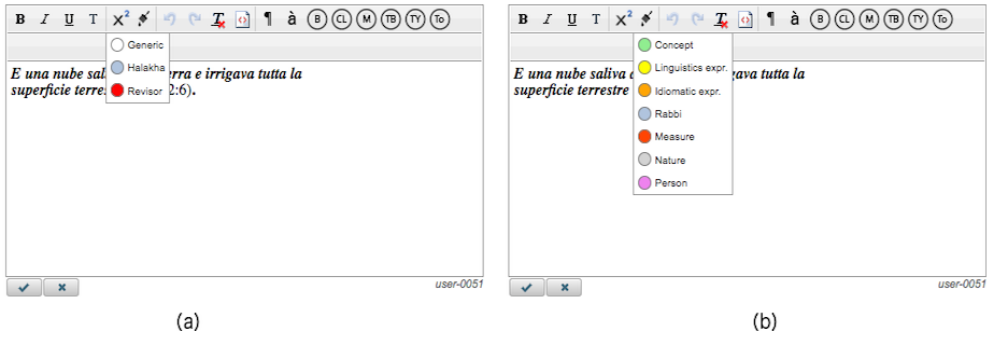 B I U T X² T ¶ à B CL M TB TY To
Generic
Halakha
Revisor
E una nube sal erra e irrigava tutta la
superficie terre 2:6).
user-0051
(a)
B I U T X² T ¶ à B CL M TB TY To
Concept
Linguistics expr.
Idiomatic expr.
Rabbi
Measure
Nature
Person
E una nube saliva gava tutta la
superficie terrestre
user-0051
(b)